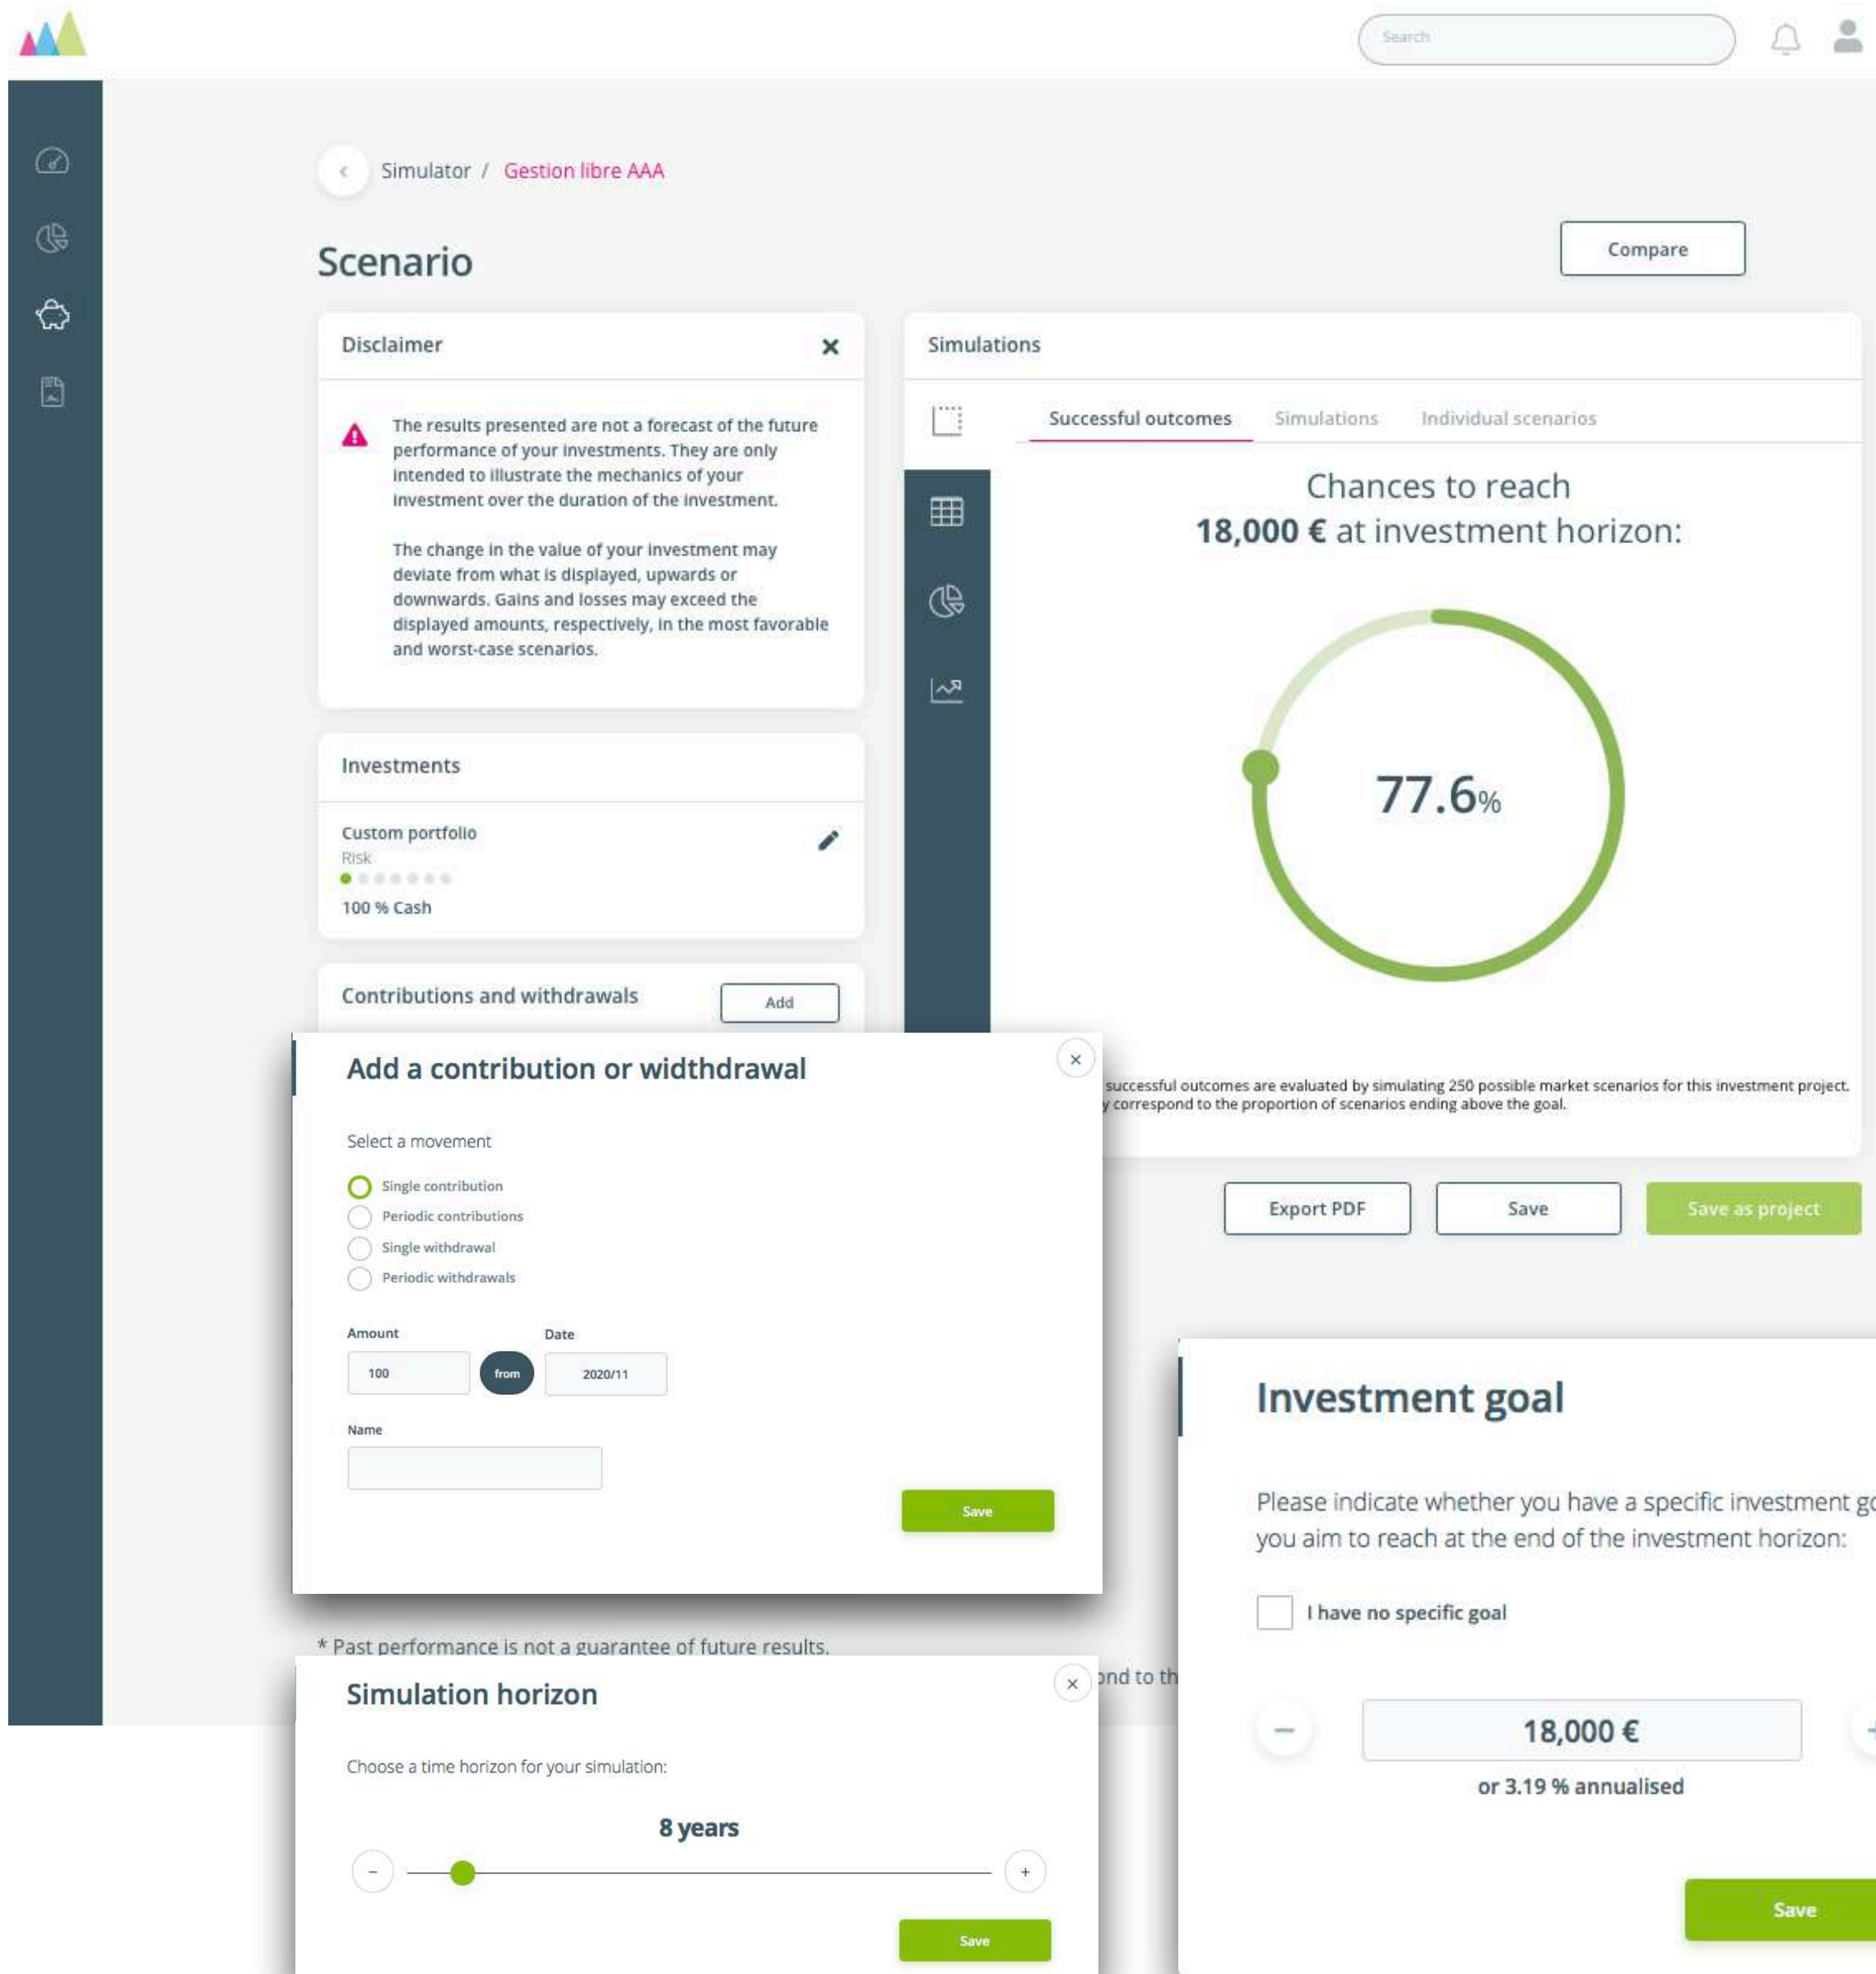 Search
Simulator / Gestion libre AAA
Scenario
Compare
Disclaimer
The results presented are not a forecast of the future
performance of your investments. They are only
intended to illustrate the mechanics of your
investment over the duration of the investment.
The change in the value of your investment may
deviate from what is displayed, upwards or
downwards. Gains and losses may exceed the
displayed amounts, respectively, in the most favorable
and worst-case scenarios.
Investments
Custom portfolio
Risk
100 % Cash
Contributions and withdrawals
Add
Simulations
Successful outcomes Simulations Individual scenarios
Chances to reach
18,000 € at investment horizon:
77.6%
successful outcomes are evaluated by simulating 250 possible market scenarios for this investment project.
y correspond to the proportion of scenarios ending above the goal.
Export PDF
Save
Save as project
Add a contribution or widthdrawal
Select a movement
Single contribution
Periodic contributions
Single withdrawal
Periodic withdrawals
Amount Date
100 from 2020/11
Name
Save
* Past performance is not a guarantee of future results.
ond to th
Simulation horizon
Choose a time horizon for your simulation:
8 years
- +
Save
Investment goal
Please indicate whether you have a specific investment go
you aim to reach at the end of the investment horizon:
I have no specific goal
18,000 €
or 3.19 % annualised
Save